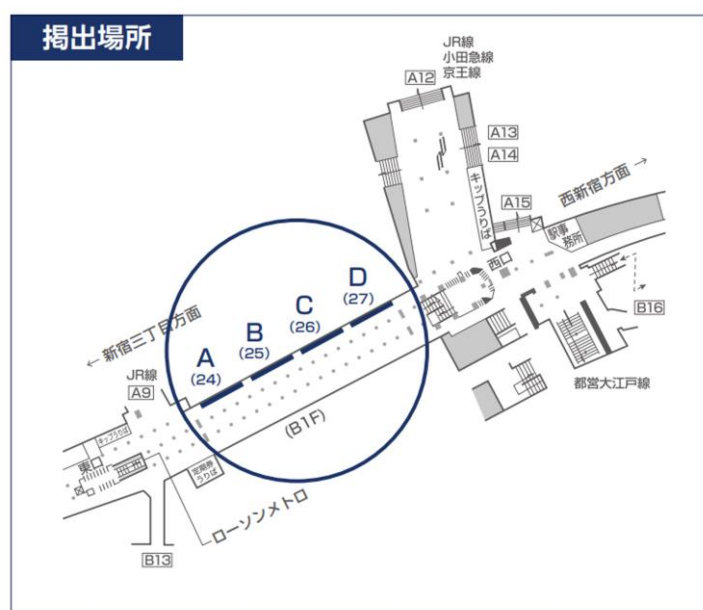 掲出場所
JR線
小田急線
京王線
A12
A13
A14
キップうりば
A15
西新宿方面 →
駅事
務所
西口
B16
都営大江戸線
← 新宿三丁目方面
A
(24)
B
(25)
C
(26)
D
(27)
(B1F)
JR線
A9
キップうりば
東口
定期券
うりば
ローソンメトロ
B13